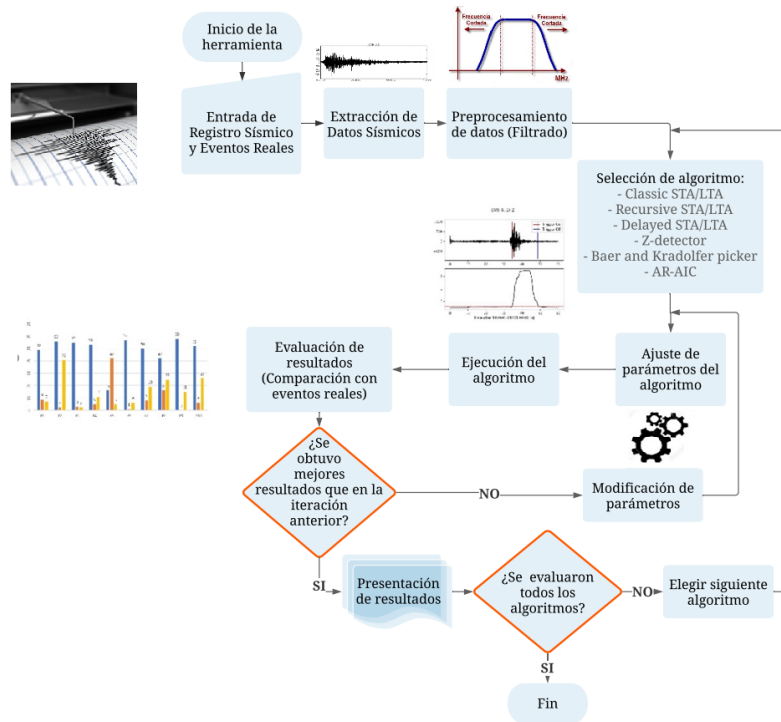 Inicio de la
herramienta
Frecuencia
Cortada
Frecuencia
Cortada
MHz
Entrada de
Registro Sísmico
y Eventos Reales
Extracción de
Datos Sísmicos
Preprocesamiento
de datos (Filtrado)
Selección de algoritmo:
- Classic STA/LTA
- Recursive STA/LTA
- Delayed STA/LTA
- Z-detector
- Baer and Kradolfer picker
- AR-AIC
Evaluación de
resultados
(Comparación con
eventos reales)
Ejecución del
algoritmo
Ajuste de
parámetros del
algoritmo
¿Se
obtuvo
mejores
resultados que en la
iteración
anterior?
NO
Modificación de
parámetros
SI
Presentación
de resultados
¿Se evaluaron
todos los
algoritmos?
NO
Elegir siguiente
algoritmo
SI
Fin